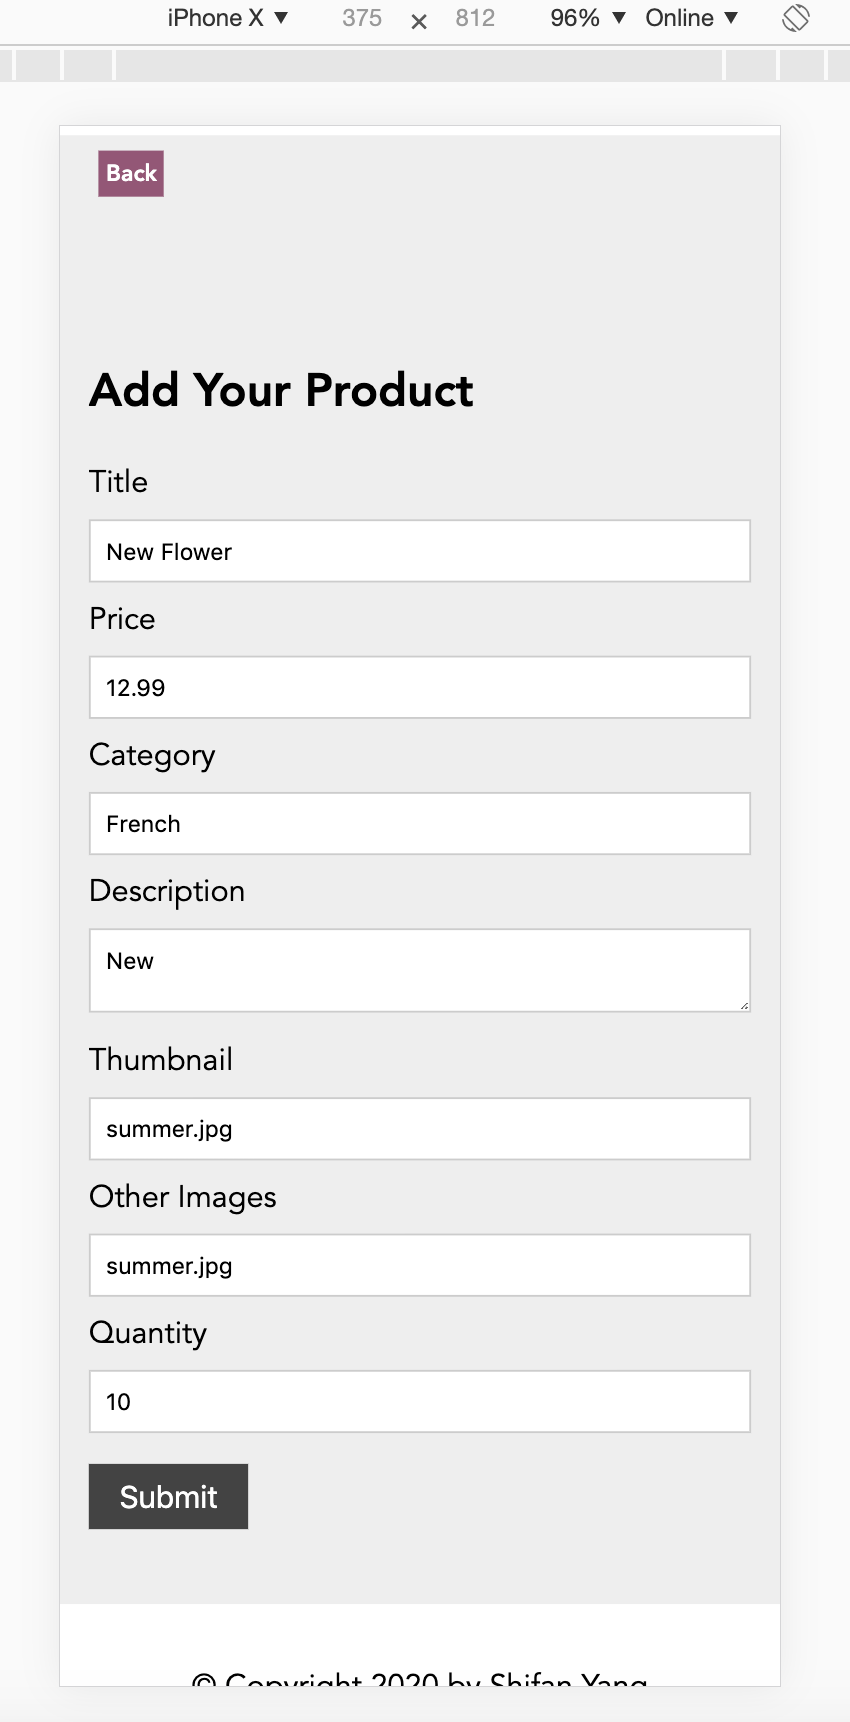 iPhone X ▼ 375 × 812 96% ▼ Online ▼
Back
Add Your Product
Title
New Flower
Price
12.99
Category
French
Description
New
Thumbnail
summer.jpg
Other Images
summer.jpg
Quantity
10
Submit
© Copyright 2020 by Shifan Yang